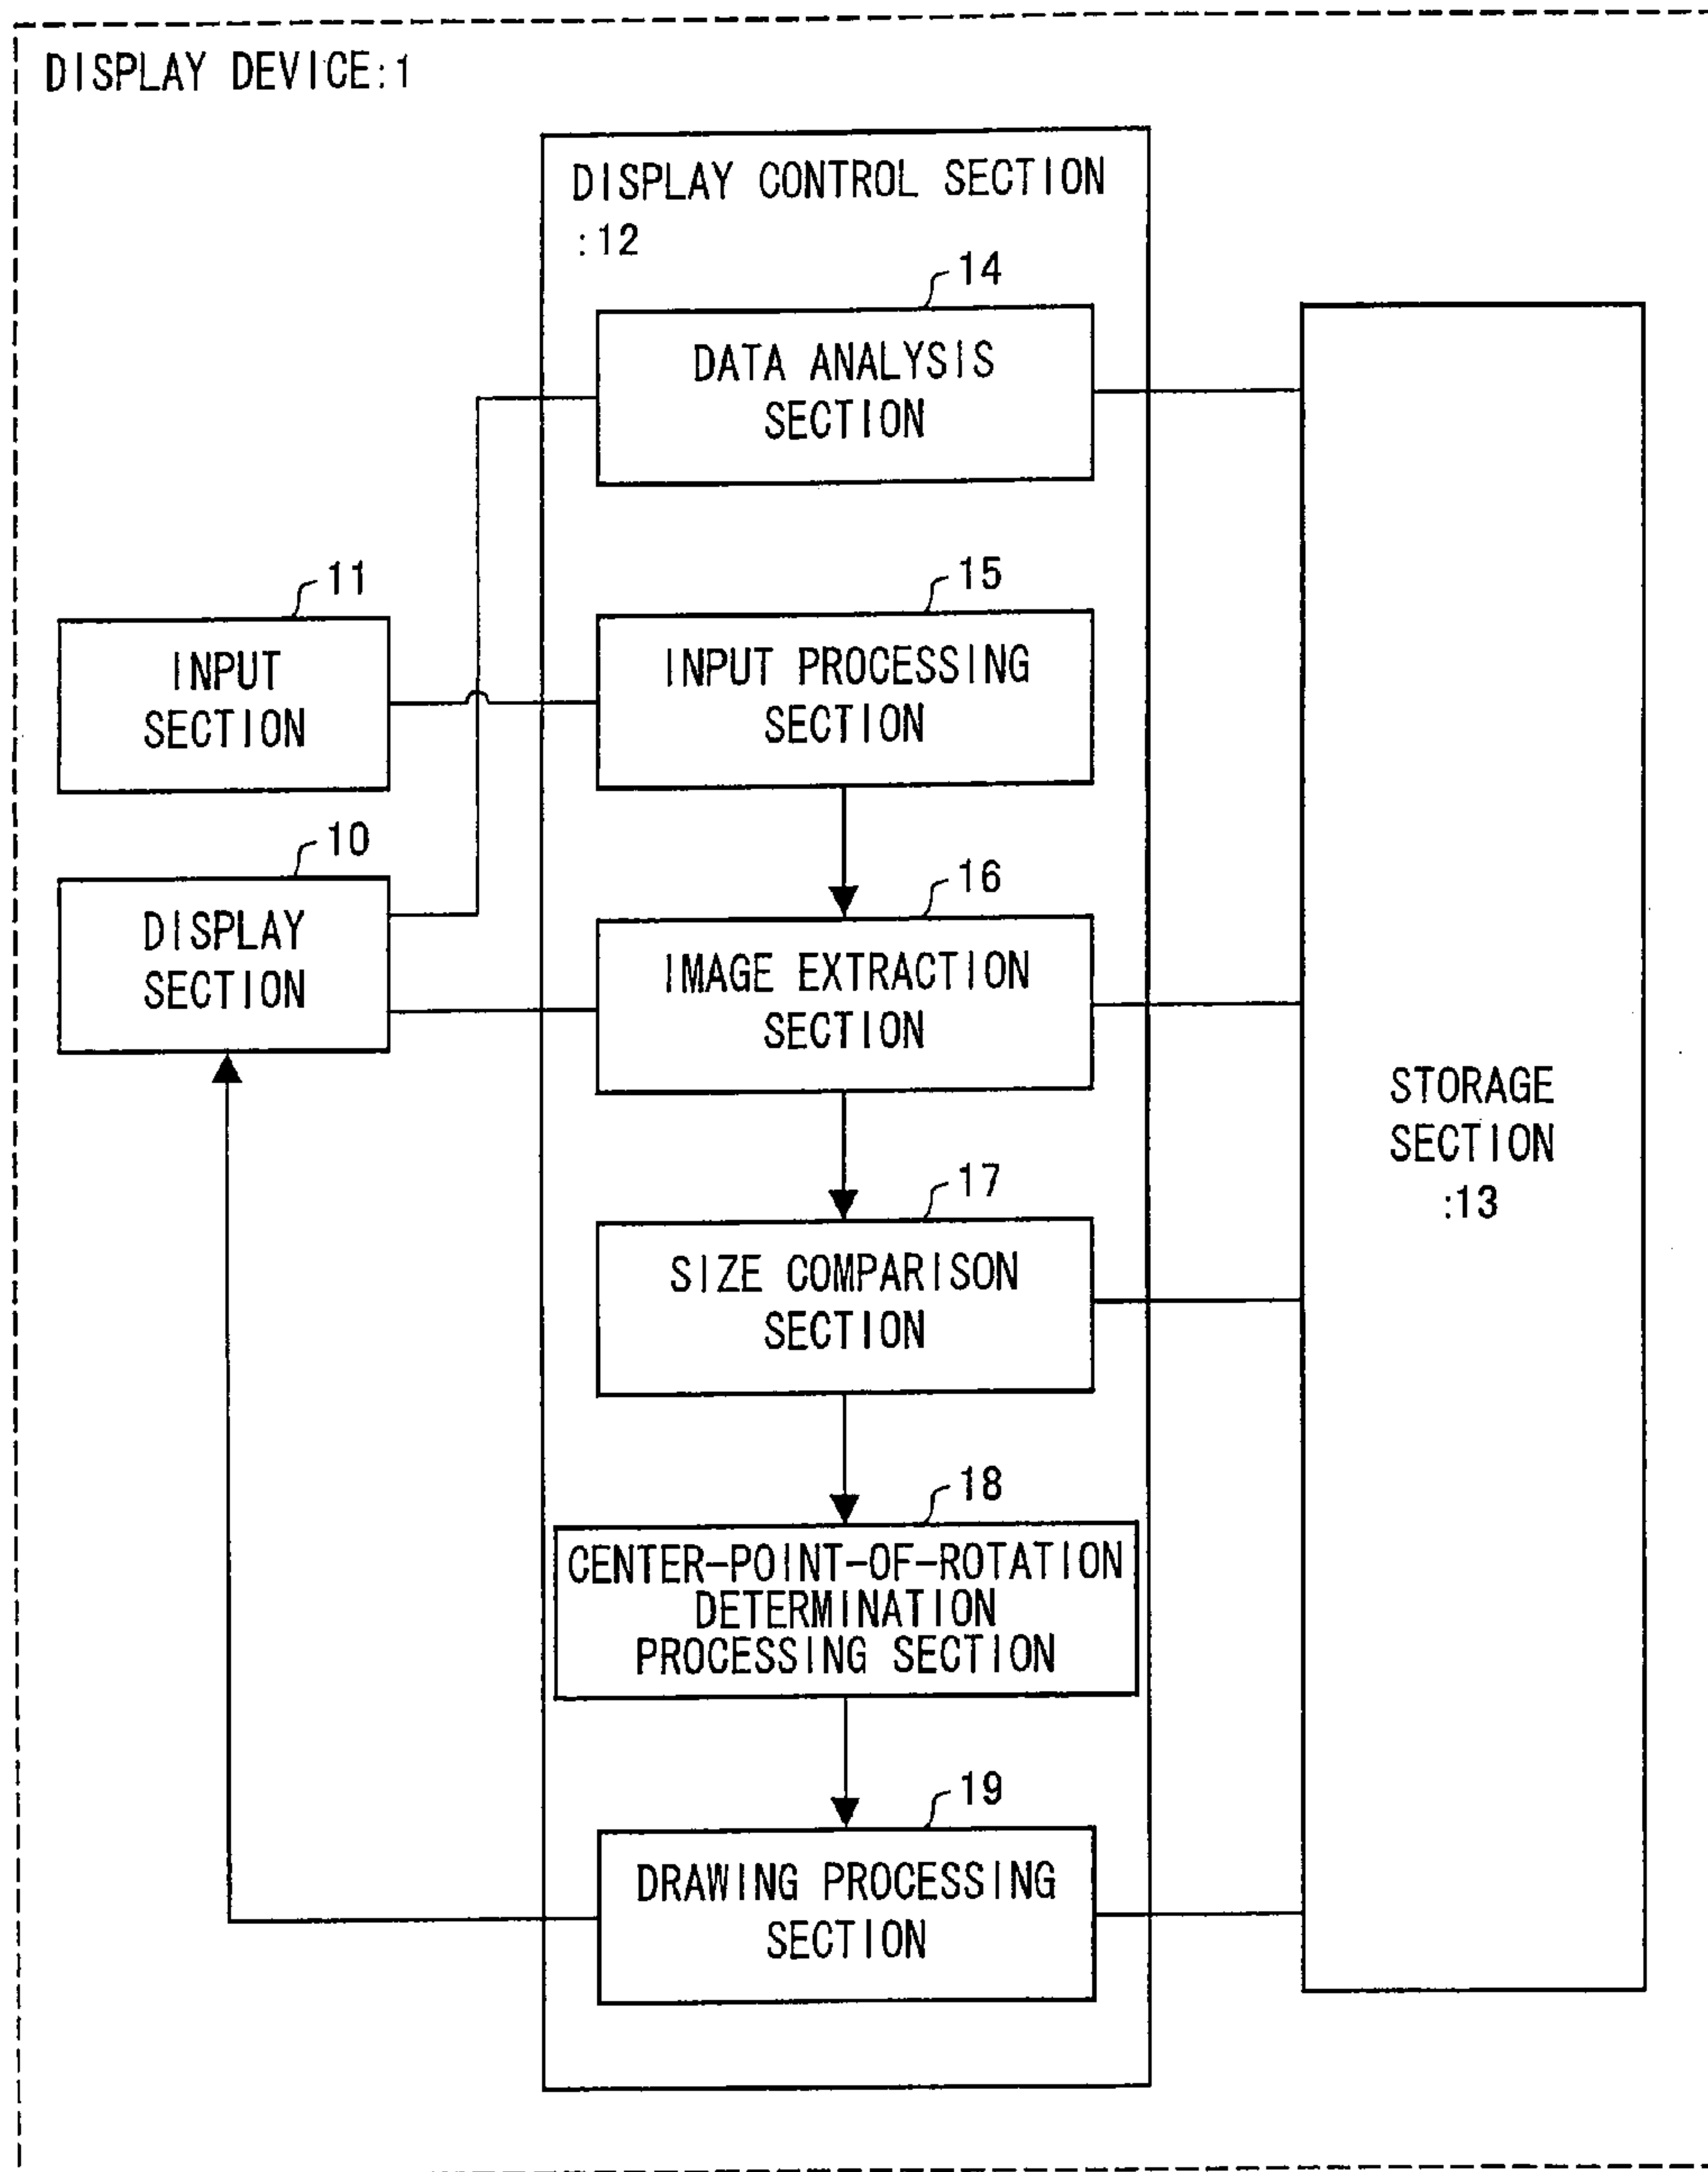 DISPLAY DEVICE:1
DISPLAY CONTROL SECTION
:12
14
DATA ANALYSIS
SECTION
11
INPUT
SECTION
15
INPUT PROCESSING
SECTION
10
DISPLAY
SECTION
16
IMAGE EXTRACTION
SECTION
STORAGE
SECTION
:13
17
SIZE COMPARISON
SECTION
18
CENTER-POINT-OF-ROTATION
DETERMINATION
PROCESSING SECTION
19
DRAWING PROCESSING
SECTION